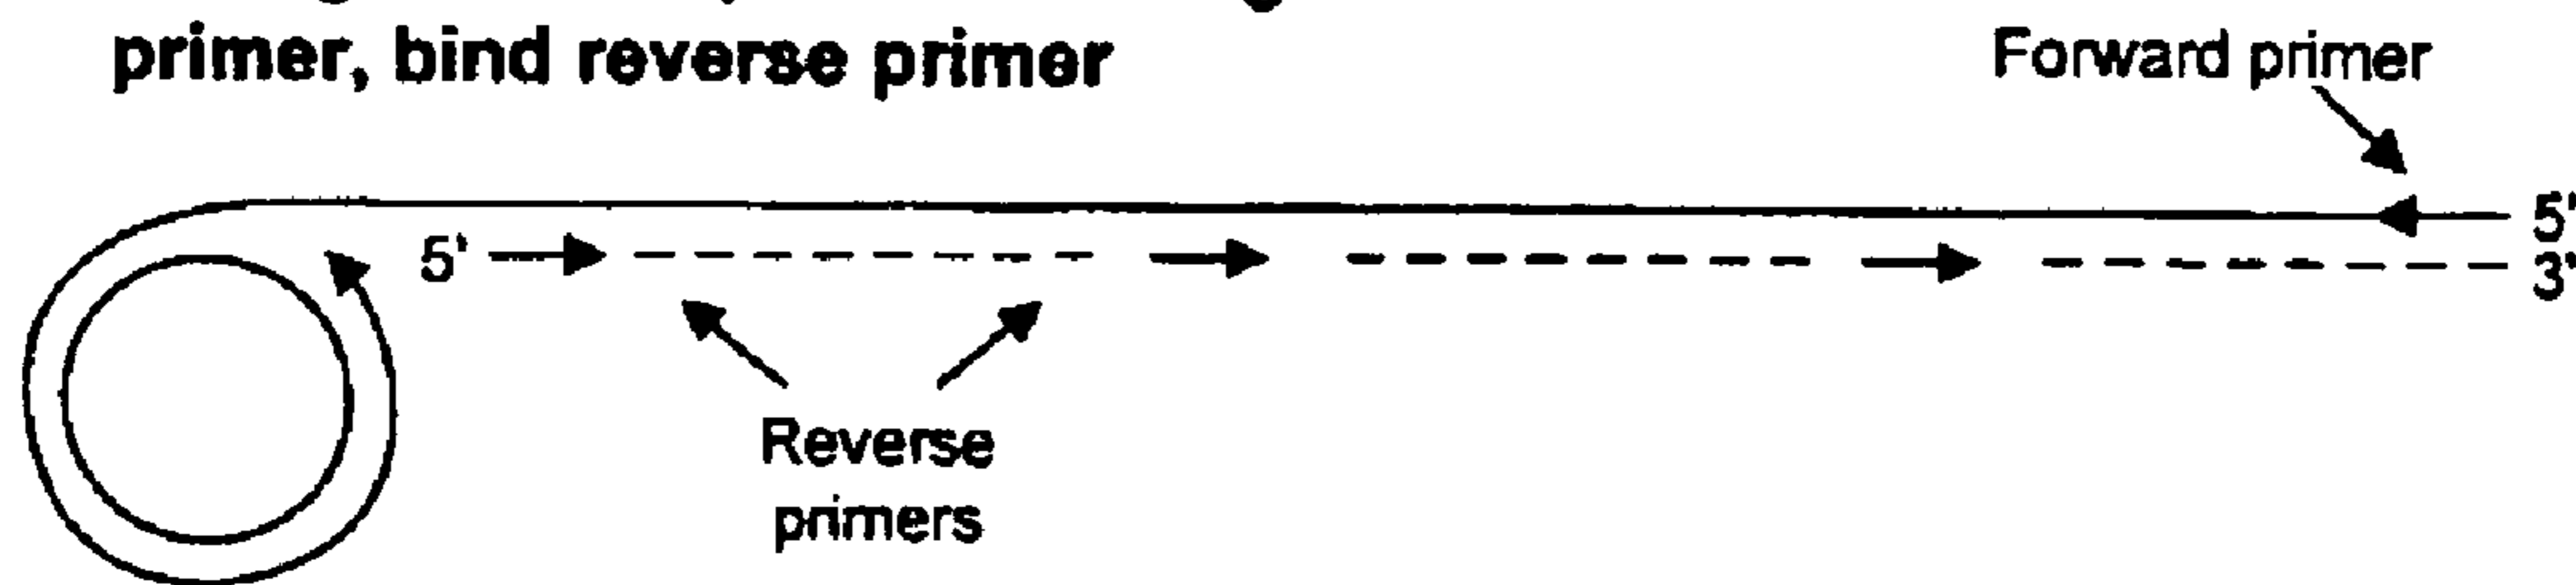 primer, bind reverse primer
Forward primer
5'
5'
3'
Reverse
primers